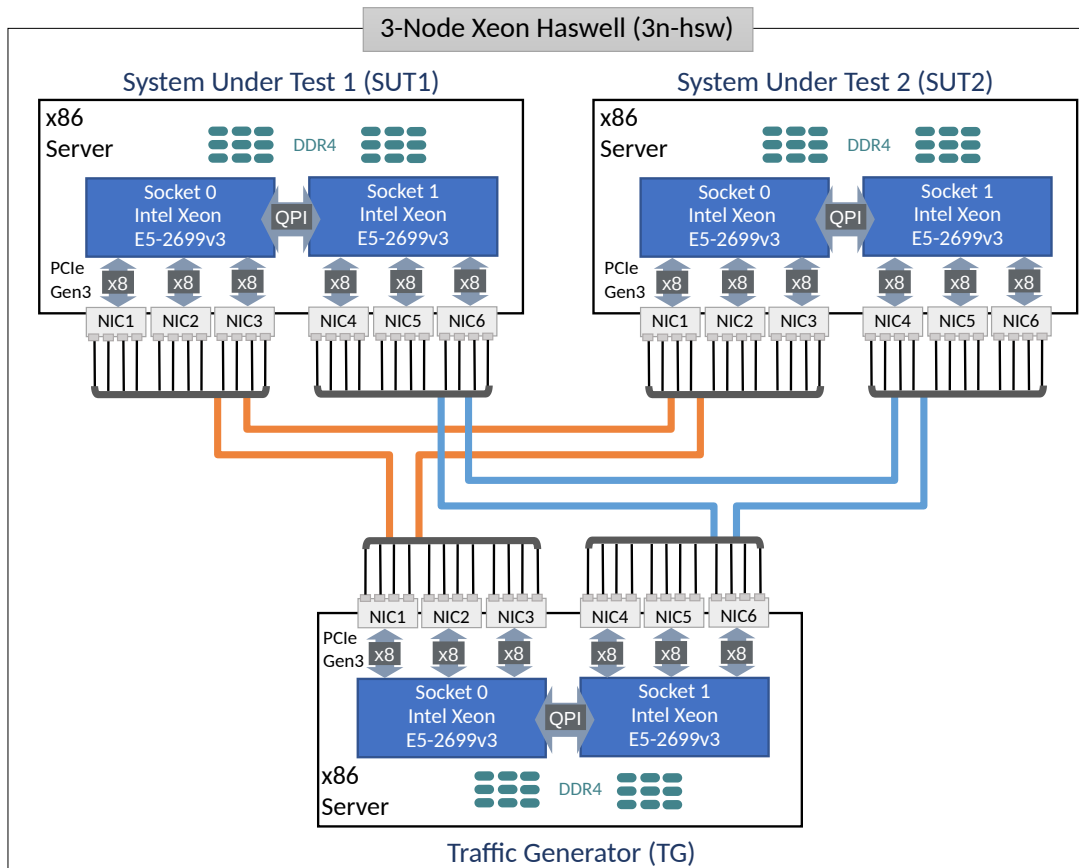 3-Node Xeon Haswell (3n-hsw)
System Under Test 1 (SUT1)
x86
Server
DDR4
Socket 0
Intel Xeon
E5-2699v3
QPI
Socket 1
Intel Xeon
E5-2699v3
PCIe
Gen3
x8
x8
x8
x8
x8
x8
NIC1
NIC2
NIC3
NIC4
NIC5
NIC6
System Under Test 2 (SUT2)
x86
Server
DDR4
Socket 0
Intel Xeon
E5-2699v3
QPI
Socket 1
Intel Xeon
E5-2699v3
PCIe
Gen3
x8
x8
x8
x8
x8
x8
NIC1
NIC2
NIC3
NIC4
NIC5
NIC6
NIC1
NIC2
NIC3
NIC4
NIC5
NIC6
PCIe
Gen3
x8
x8
x8
x8
x8
x8
Socket 0
Intel Xeon
E5-2699v3
QPI
Socket 1
Intel Xeon
E5-2699v3
x86
Server
DDR4
Traffic Generator (TG)